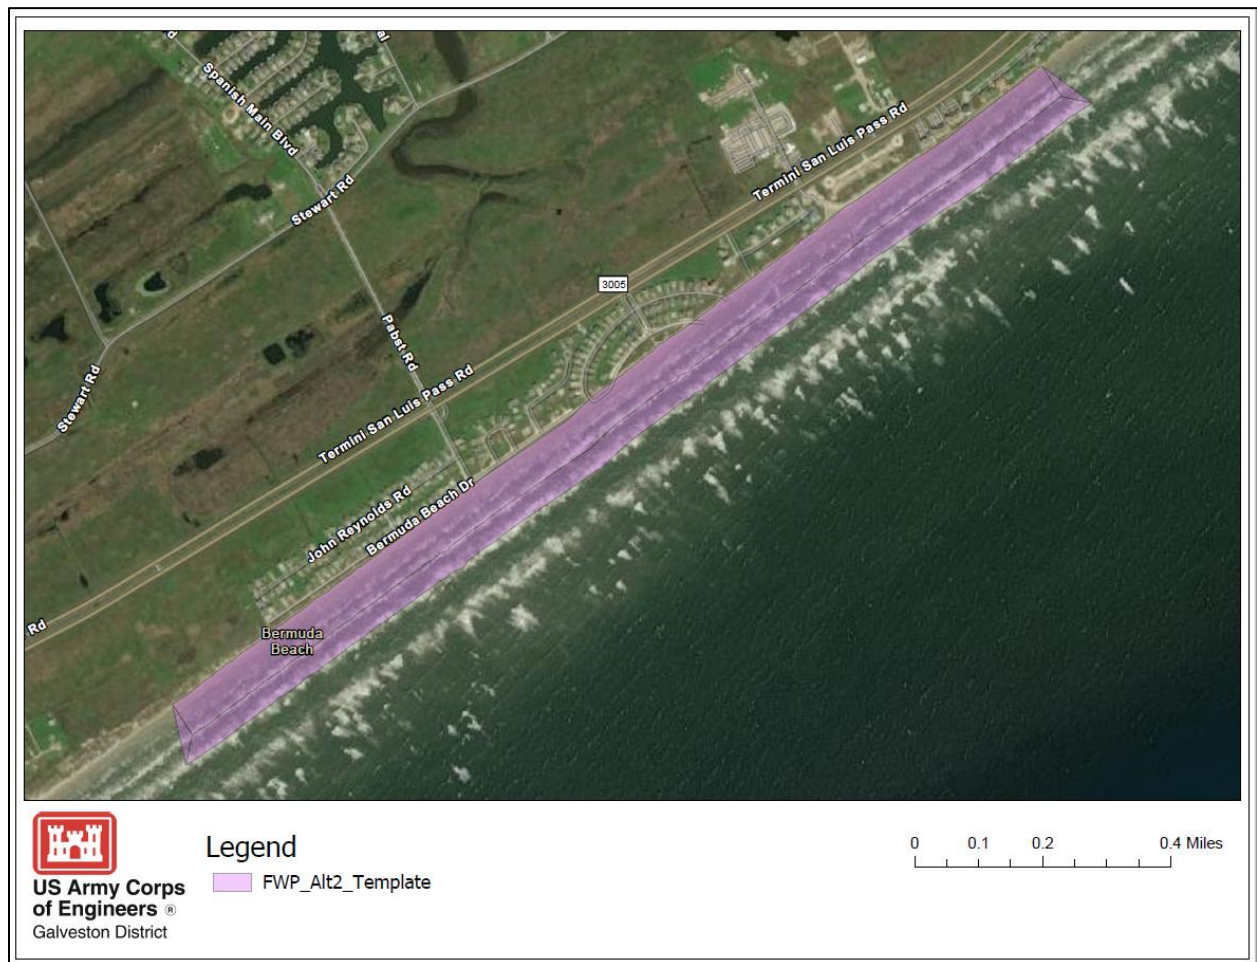 Spanish Main Blvd
Stewart Rd
Termini San Luis Pass Rd
3005
Pabst Rd
Stewart Rd
Termini San Luis Pass Rd
John Reynolds Rd
Bermuda Beach Dr
Rd
Bermuda
Beach
US Army Corps
of Engineers ®
Galveston District
Legend
FWP_Alt2_Template
0 0.1 0.2 0.4 Miles